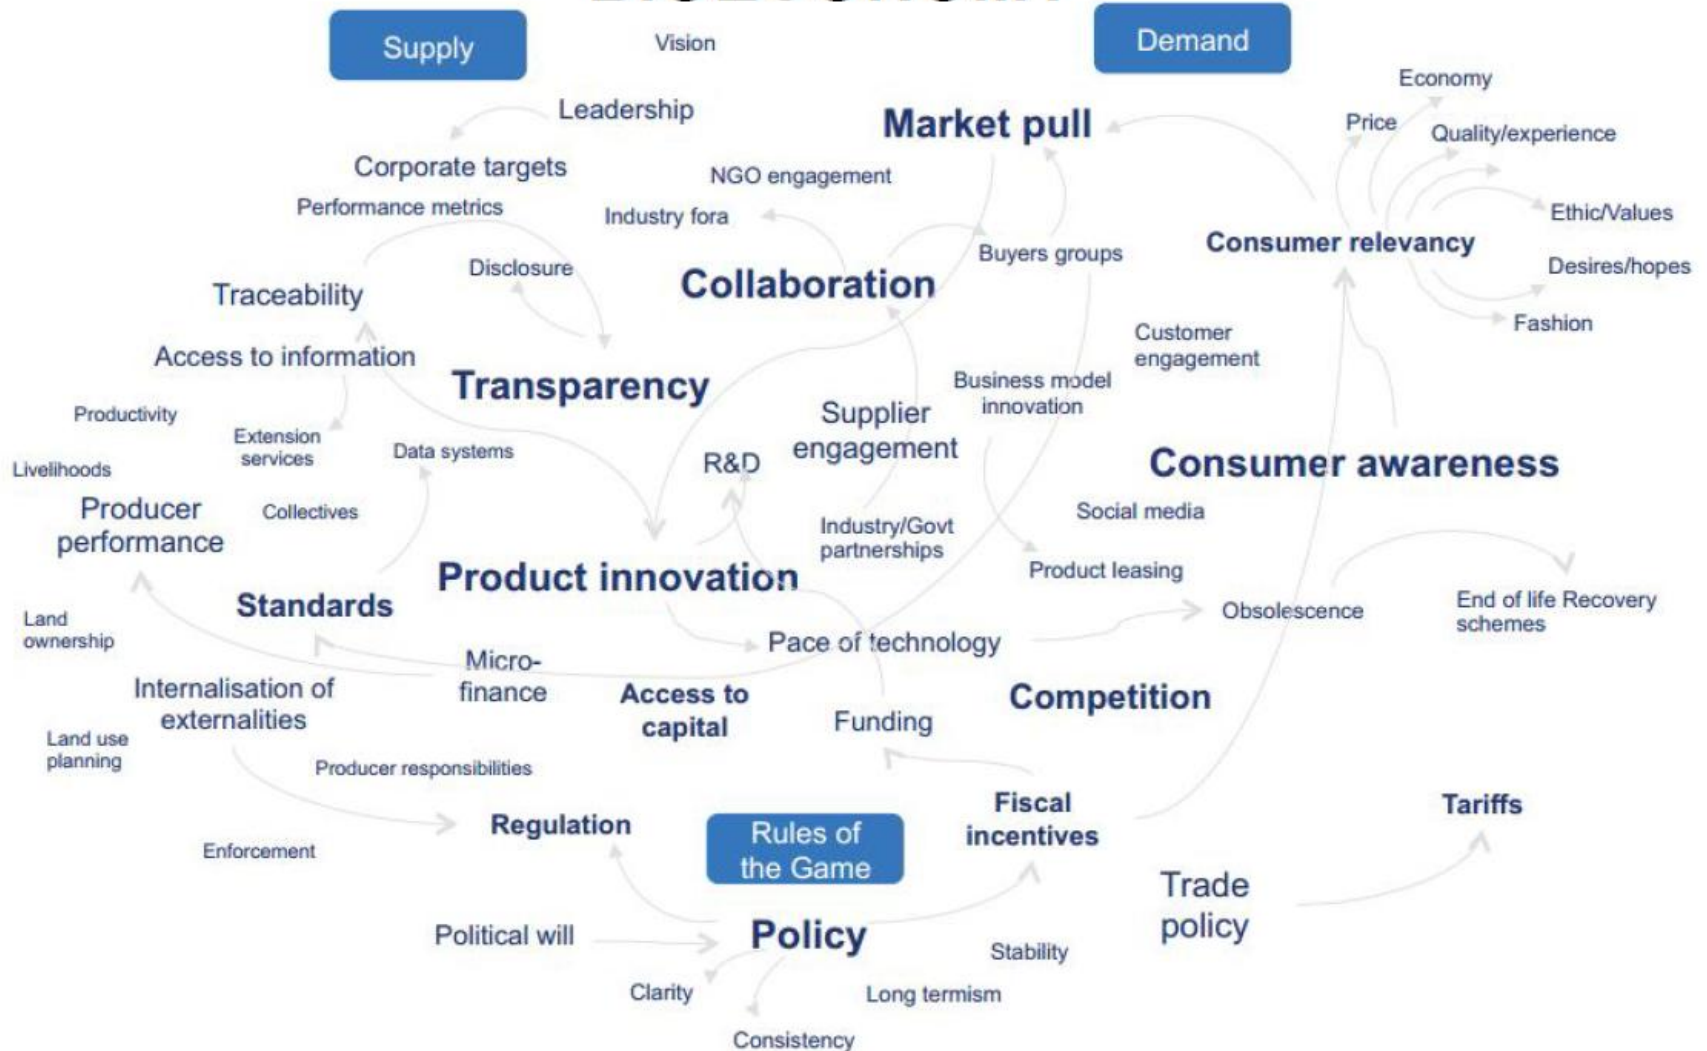 Supply
Vision
Demand
Economy
Leadership
Market pull
Price
Quality/experience
Corporate targets
NGO engagement
Performance metrics
Industry fora
Ethic/Values
Consumer relevancy
Buyers groups
Disclosure
Collaboration
Desires/hopes
Traceability
Fashion
Customer
engagement
Access to information
Transparency
Business model
innovation
Productivity
Supplier
engagement
Extension
services
Data systems
R&D
Consumer awareness
Livelihoods
Producer
performance
Collectives
Social media
Industry/Govt
partnerships
Product innovation
Product leasing
Standards
Obsolescence
End of life Recovery
schemes
Land
ownership
Pace of technology
Micro-
finance
Internalisation of
externalities
Access to
capital
Competition
Funding
Land use
planning
Producer responsibilities
Fiscal
incentives
Tariffs
Regulation
Rules of
the Game
Enforcement
Trade
policy
Political will
Policy
Stability
Clarity
Long termism
Consistency